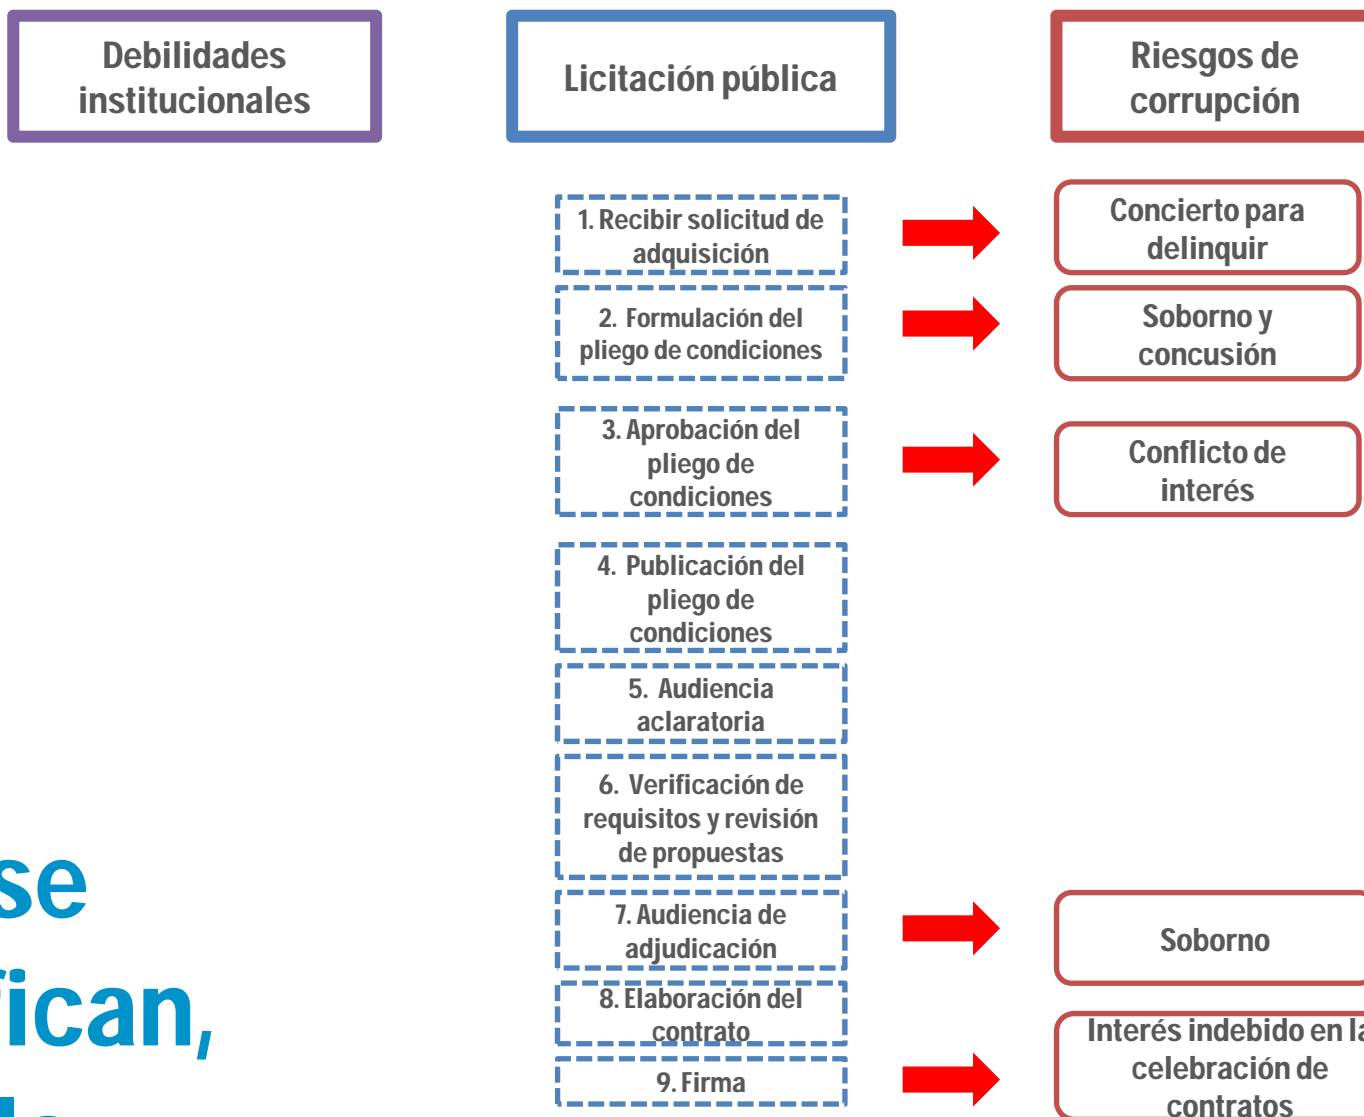 Debilidades
institucionales
Licitación pública
Riesgos de
corrupción
1. Recibir solicitud de
adquisición
Concierto para
delinquir
2. Formulación del
pliego de condiciones
Soborno y
concusión
3. Aprobación del
pliego de
condiciones
Conflicto de
interés
4. Publicación del
pliego de
condiciones
5. Audiencia
aclaratoria
6. Verificación de
requisitos y revisión
de propuestas
7. Audiencia de
adjudicación
Soborno
8. Elaboración del
contrato
9. Firma
Interés indebido en la
celebración de
contratos
se
fican,